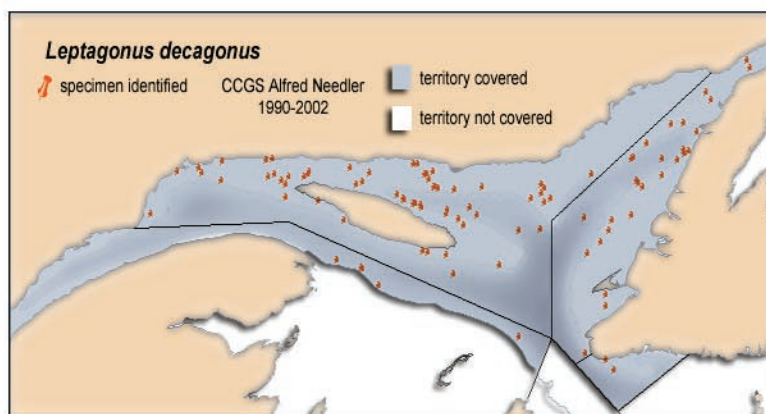 Leptagonus decagonus
specimen identified
CCGS Alfred Needler
1990-2002
territory covered
territory not covered